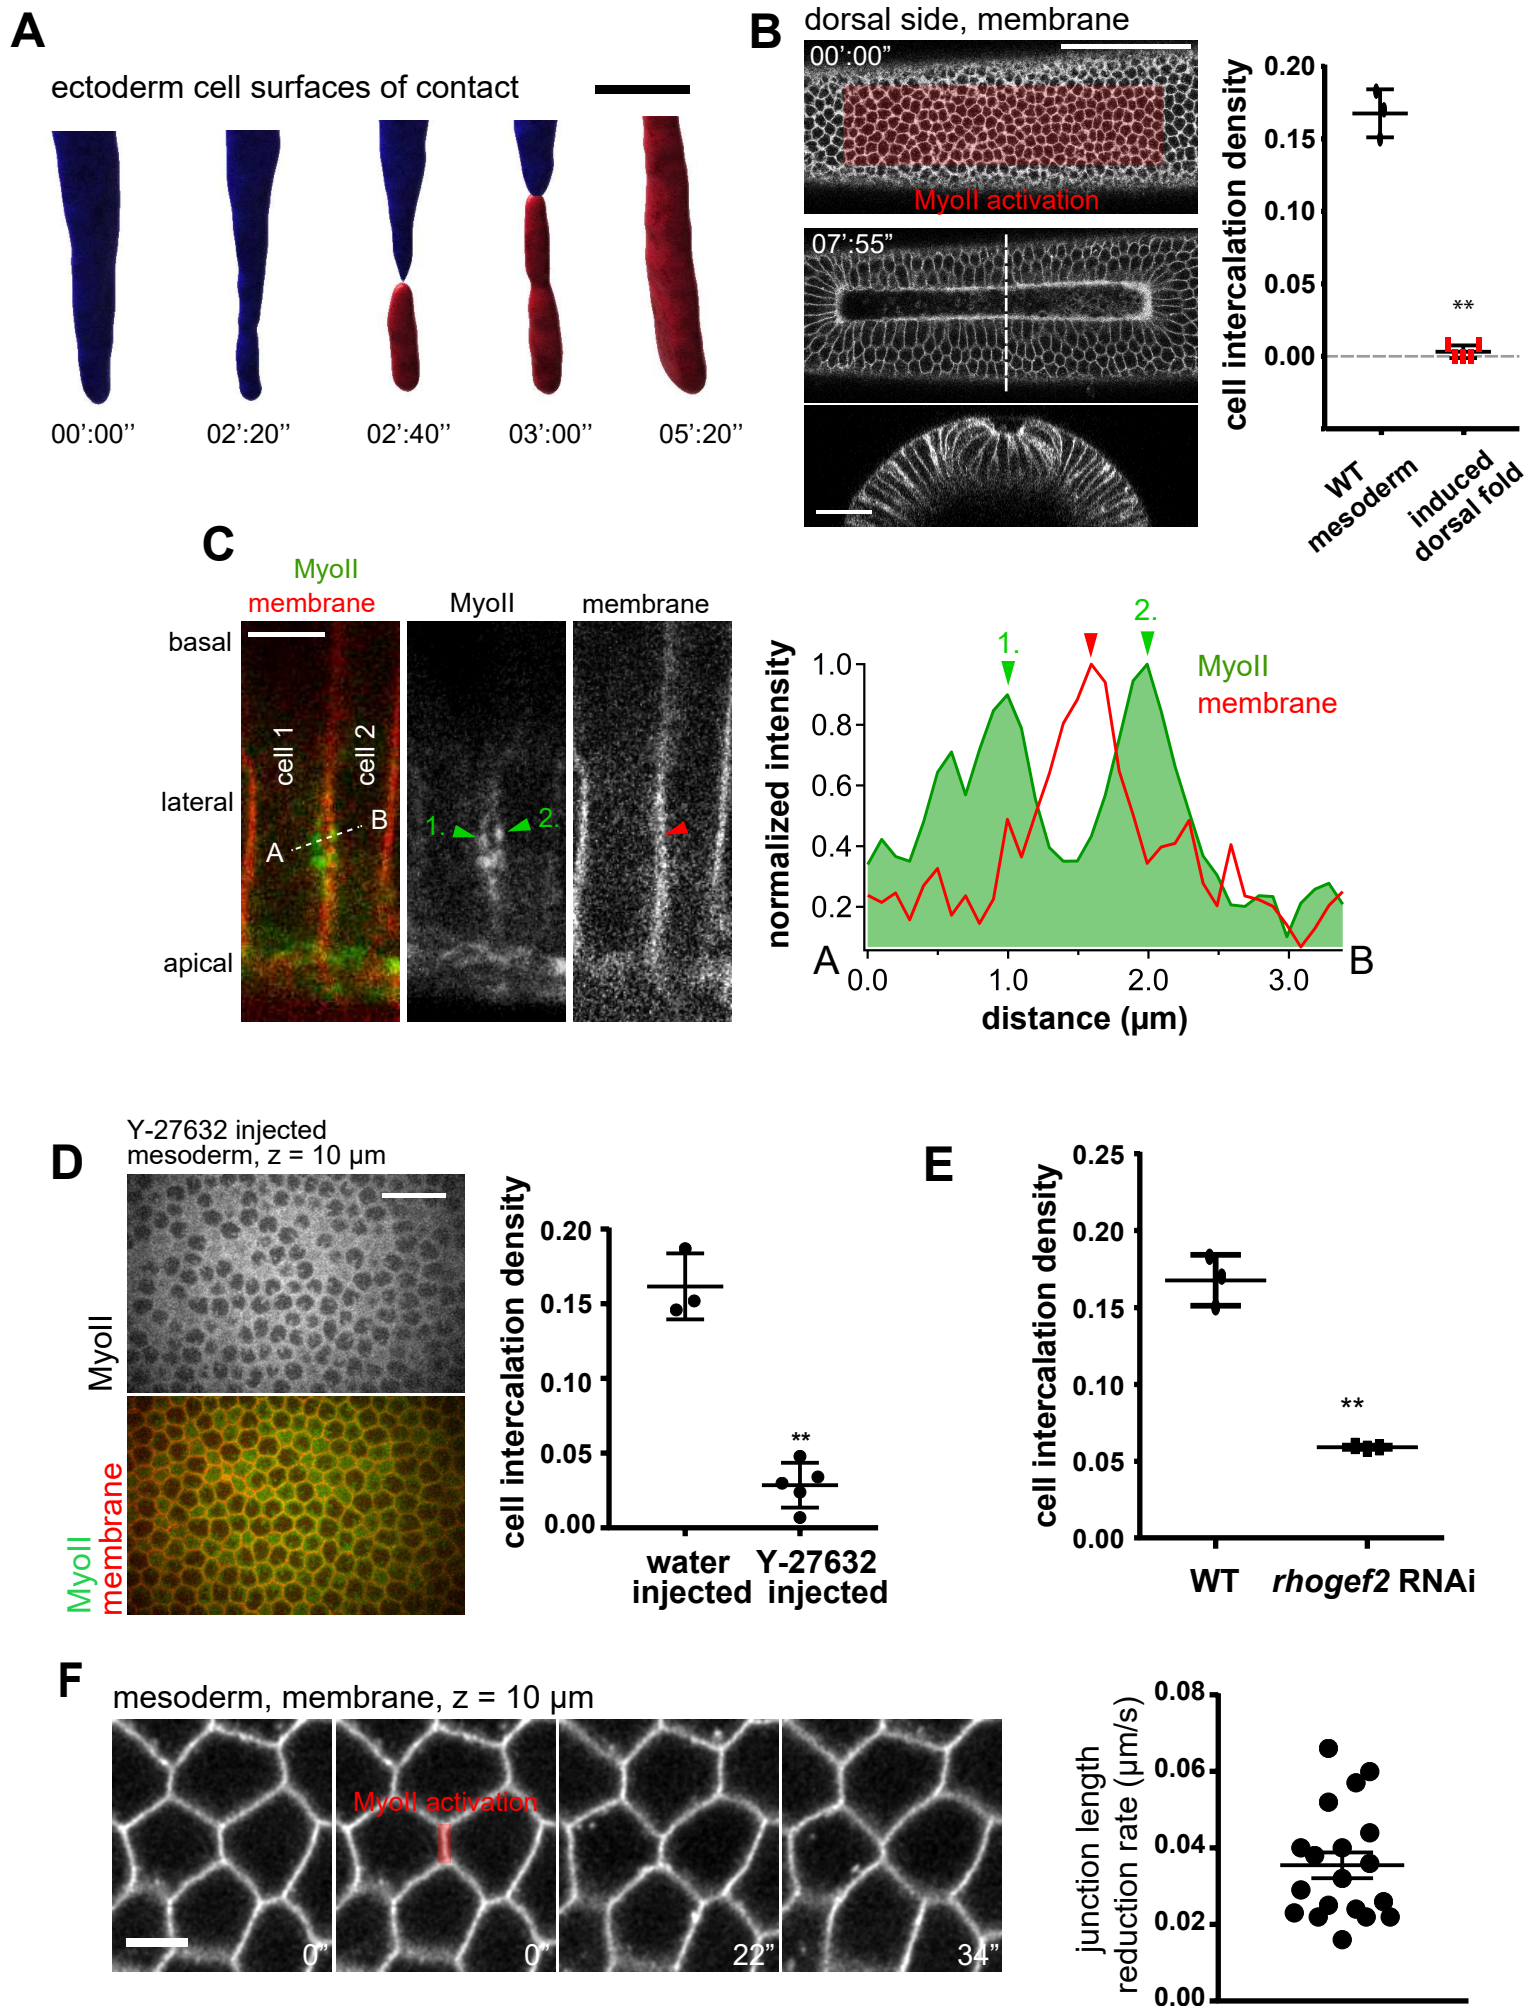 A
ectoderm cell surfaces of contact
00’:00’’
02’:20’’
02’:40’’
03’:00’’
05’:20’’
B
dorsal side, membrane
00’:00”
MyoII activation
07’:55”
cell intercalation density
0.20
0.15
0.10
0.05
0.00
**
WT
mesoderm
induced
dorsal fold
C
MyoII
membrane
MyoII
membrane
basal
lateral
apical
cell 1
cell 2
A
B
1.
2.
normalized intensity
1.0
0.8
0.6
0.4
0.2
1.
2.
MyoII
membrane
A
B
0.0
1.0
2.0
3.0
distance (µm)
D
Y-27632 injected
mesoderm, z = 10 µm
MyoII
MyoII
membrane
cell intercalation density
0.20
0.15
0.10
0.05
0.00
**
water
injected
Y-27632
injected
E
cell intercalation density
0.25
0.20
0.15
0.10
0.05
0.00
**
WT
rhogef2 RNAi
F
mesoderm, membrane, z = 10 µm
MyoII activation
0”
0”
22”
34”
junction length
reduction rate (µm/s)
0.08
0.06
0.04
0.02
0.00